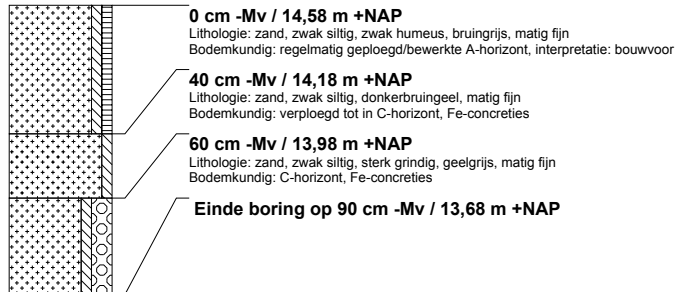 0 cm -Mv / 14,58 m +NAP
Lithologie: zand, zwak siltig, zwak humeus, bruingrijs, matig fijn
Bodemkundig: regelmatig geploegd/bewerkte A-horizont, interpretatie: bouwvoor
40 cm -Mv / 14,18 m +NAP
Lithologie: zand, zwak siltig, donkerbruingeel, matig fijn
Bodemkundig: verploegd tot in C-horizont, Fe-concreties
60 cm -Mv / 13,98 m +NAP
Lithologie: zand, zwak siltig, sterk grindig, geelgrijs, matig fijn
Bodemkundig: C-horizont, Fe-concreties
Einde boring op 90 cm -Mv / 13,68 m +NAP